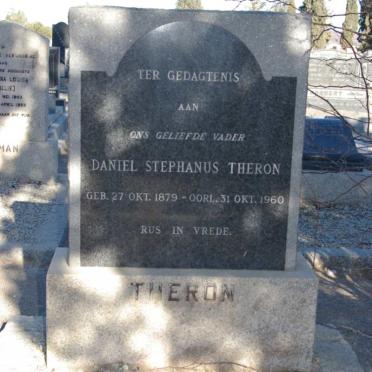 TER GEDAGTENIS
AAN
ONS GELIEFDE VADER
DANIEL STEPHANUS THERON
GEB. 27 OKT. 1879 - OORL. 31 OKT. 1960
RUS IN VREDE.
THERON
MAN